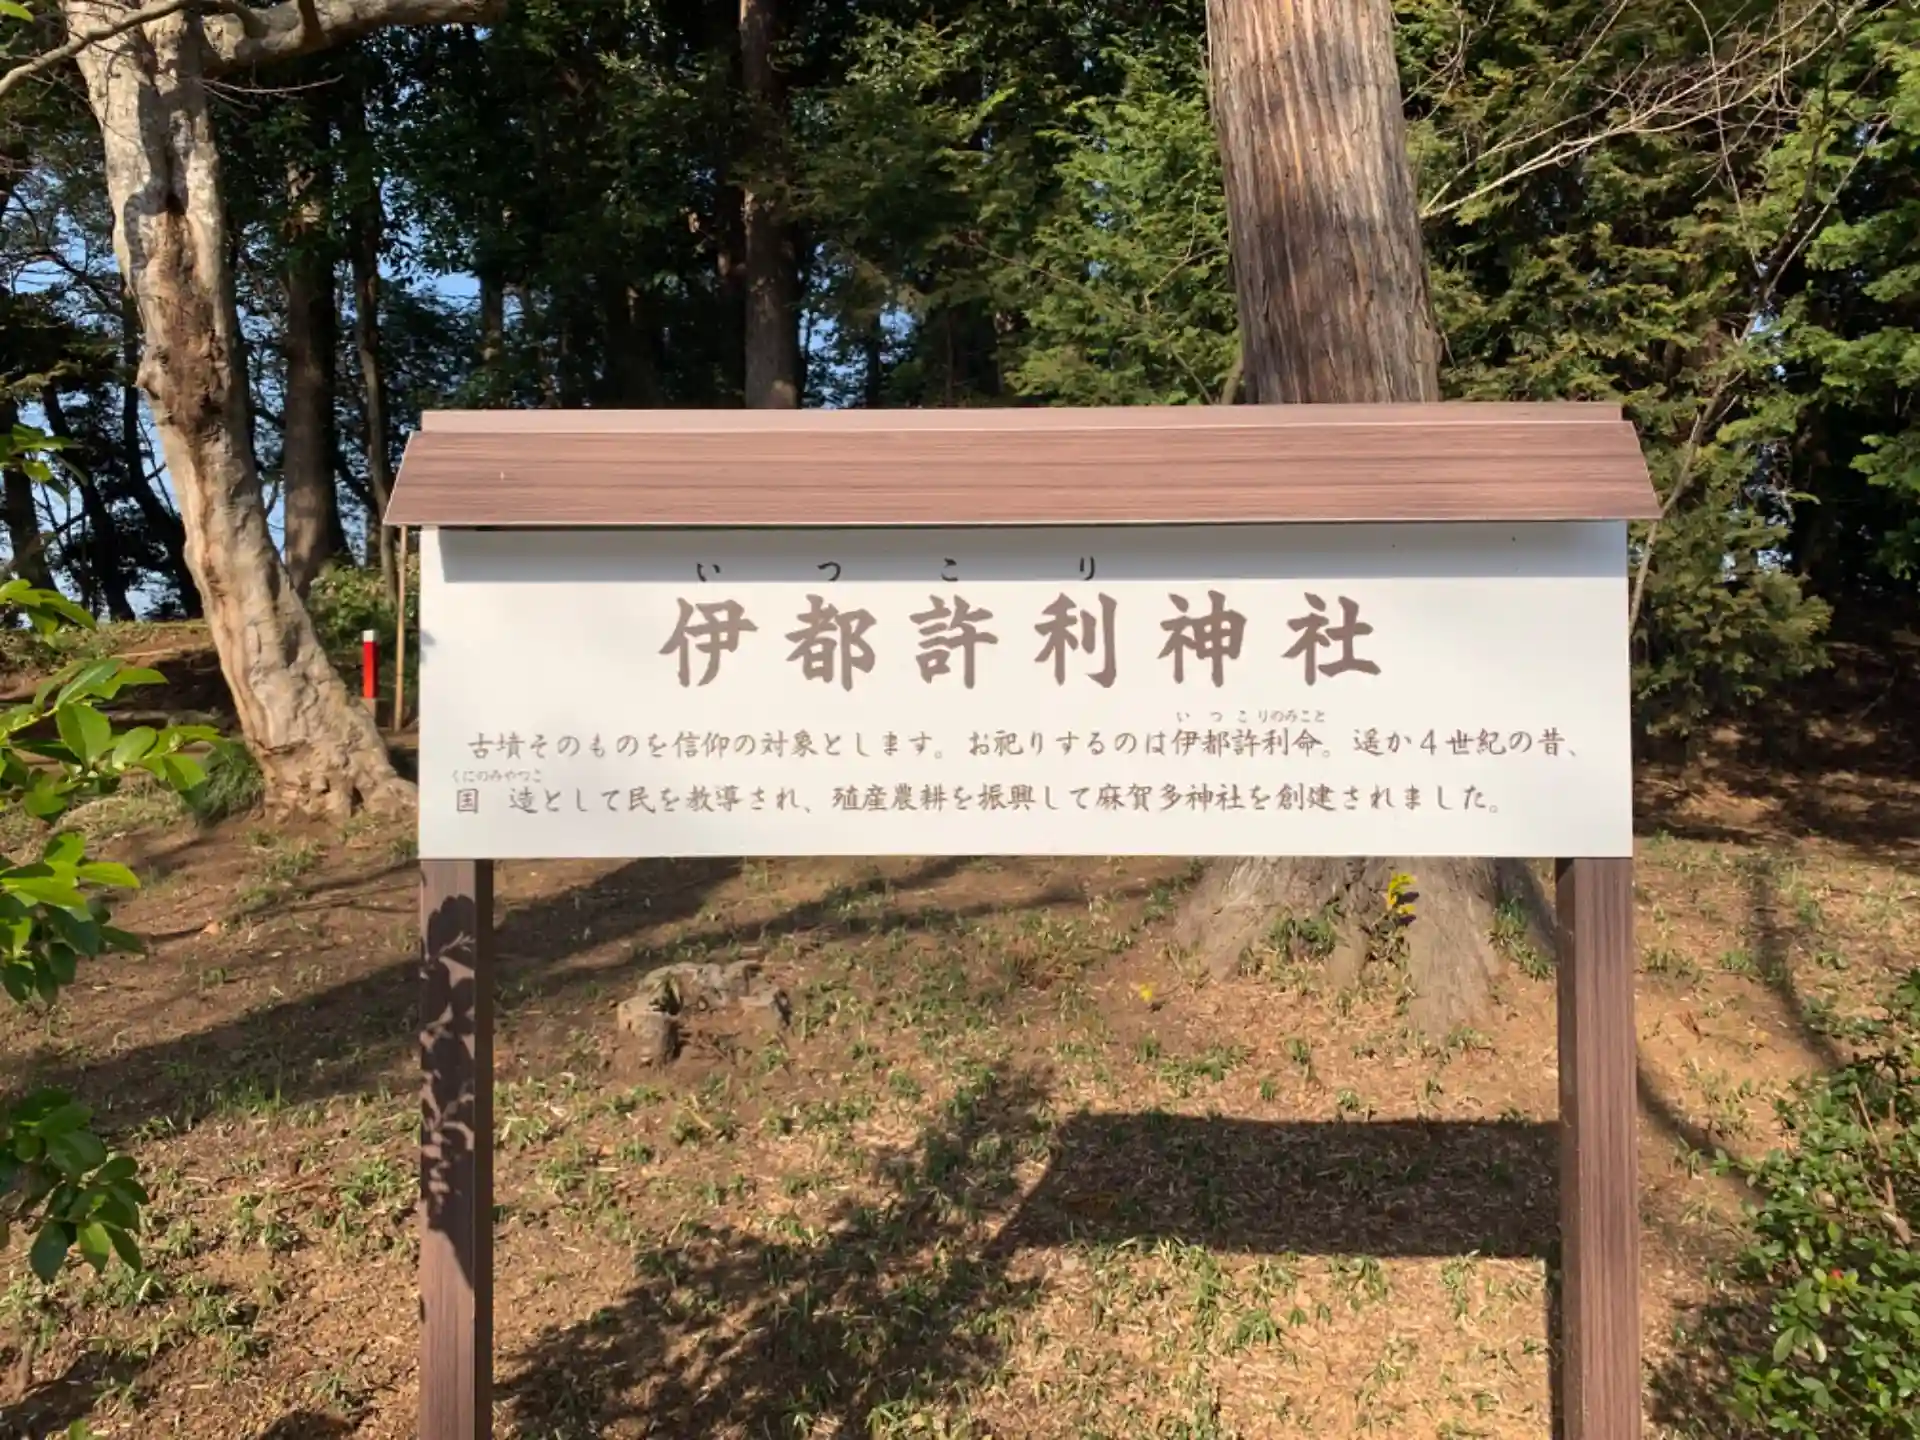 いつこり
伊都許利神社
いつこりのみこと
古墳そのものを信仰の対象とします。お祀りするのは伊都許利命。遥か4世紀の昔、
くにのみやつこ
国造として民を教導され、殖産農耕を振興して麻賀多神社を創建されました。